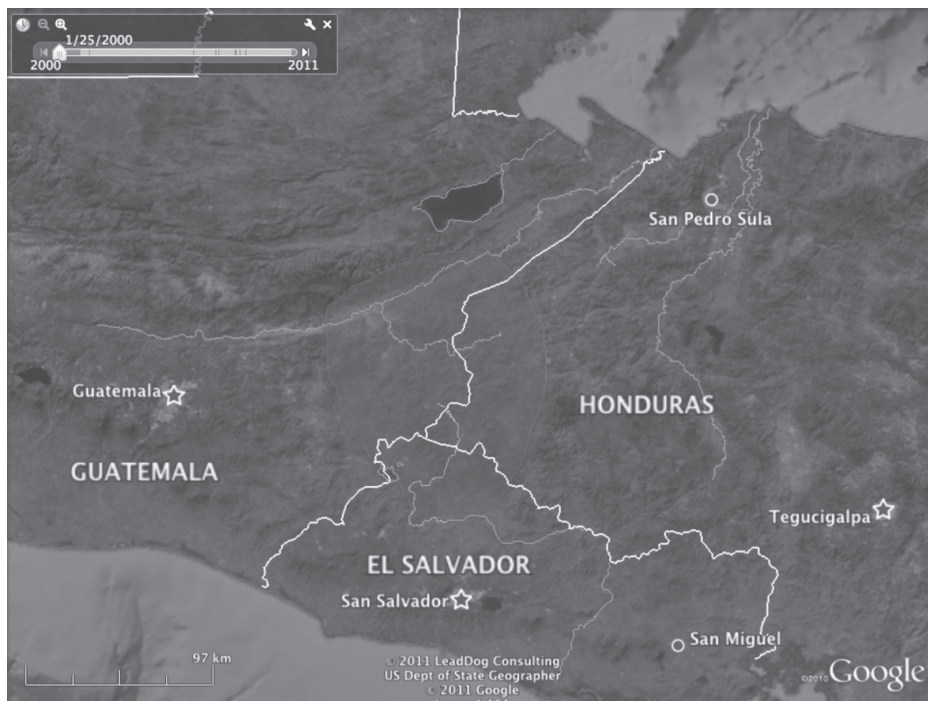 1/25/2000
2000
2011
San Pedro Sula
Guatemala
HONDURAS
GUATEMALA
Tegucigalpa
EL SALVADOR
San Salvador
San Miguel
97 km
© 2011 LeadDog Consulting
US Dept of State Geographer
© 2011 Google
©2010 Google